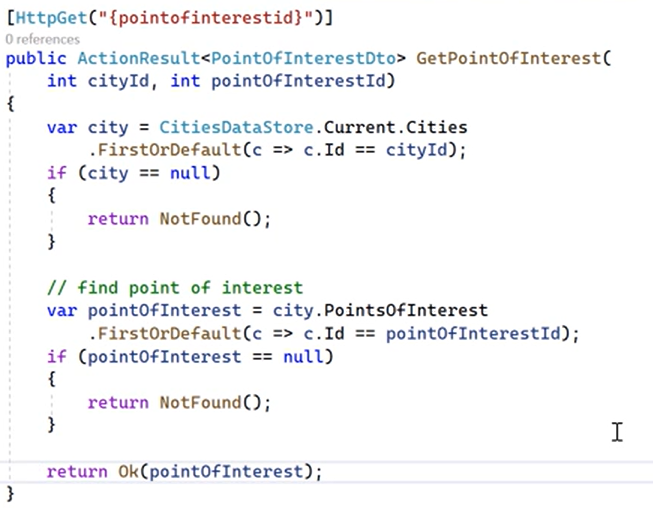 [HttpGet("{pointofinterestid}")]
0 references
public ActionResult<PointOfInterestDto> GetPointOfInterest(
    int cityId, int pointOfInterestId)
{
    var city = CitiesDataStore.Current.Cities
        .FirstOrDefault(c => c.Id == cityId);
    if (city == null)
    {
        return NotFound();
    }

    // find point of interest
    var pointOfInterest = city.PointsOfInterest
        .FirstOrDefault(c => c.Id == pointOfInterestId);
    if (pointOfInterest == null)
    {
        return NotFound();
    }

    return Ok(pointOfInterest);
}